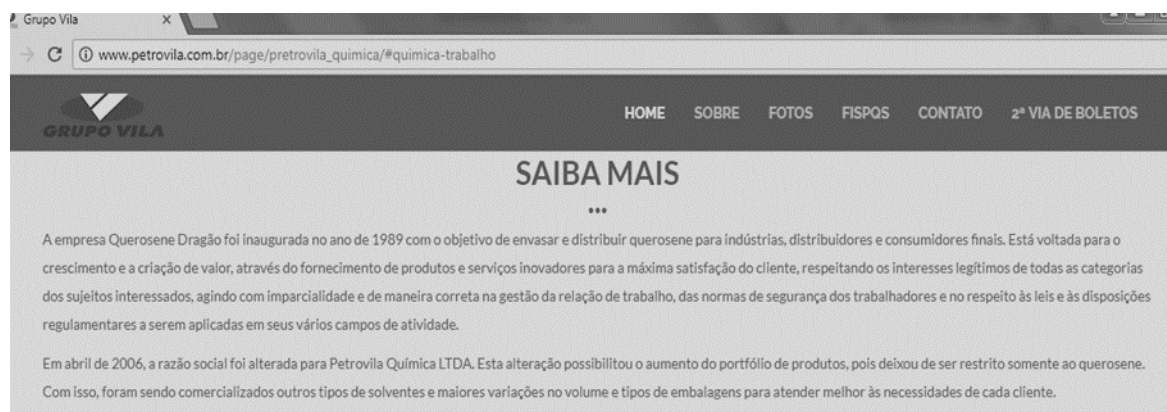 Grupo Vila
www.petrovila.com.br/page/pretrovila_quimica/#quimica-trabalho
GRUPO VILA
HOME SOBRE FOTOS FISPQS CONTATO 2ª VIA DE BOLETOS
SAIBA MAIS
A empresa Querosene Dragão foi inaugurada no ano de 1989 com o objetivo de envasar e distribuir querosene para indústrias, distribuidores e consumidores finais. Está voltada para o
crescimento e a criação de valor, através do fornecimento de produtos e serviços inovadores para a máxima satisfação do cliente, respeitando os interesses legítimos de todas as categorias
dos sujeitos interessados, agindo com imparcialidade e de maneira correta na gestão da relação de trabalho, das normas de segurança dos trabalhadores e no respeito às leis e às disposições
regulamentares a serem aplicadas em seus vários campos de atividade.
Em abril de 2006, a razão social foi alterada para Petrovila Química LTDA. Esta alteração possibilitou o aumento do portfólio de produtos, pois deixou de ser restrito somente ao querosene.
Com isso, foram sendo comercializados outros tipos de solventes e maiores variações no volume e tipos de embalagens para atender melhor às necessidades de cada cliente.